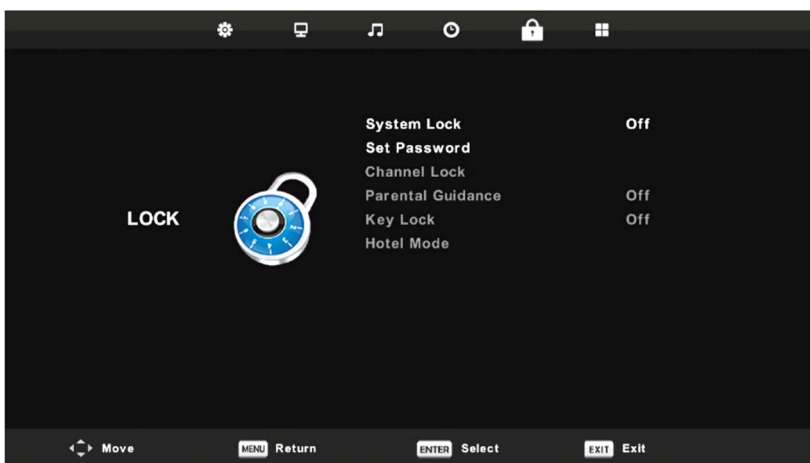 System Lock Off
Set Password
Channel Lock
Parental Guidance Off
Key Lock Off
Hotel Mode
LOCK
Move MENU Return ENTER Select EXIT Exit